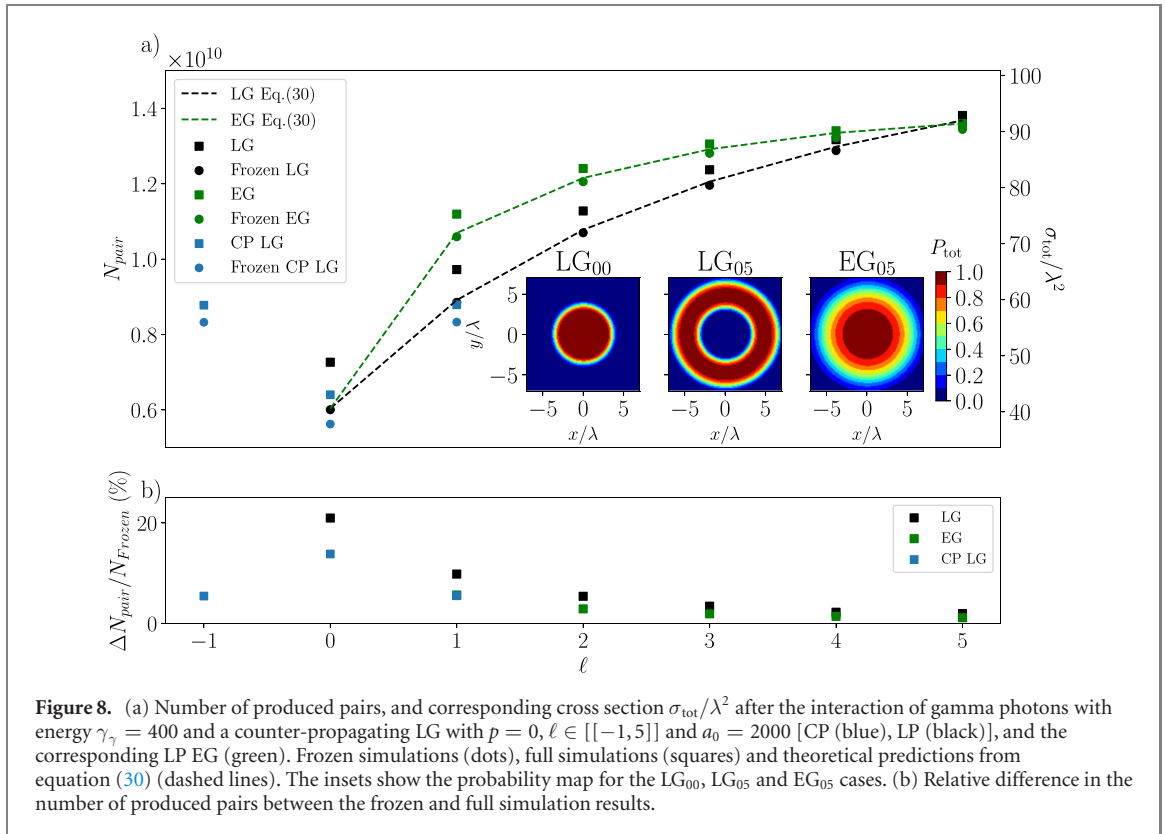 a)
×10^10
1.4
1.2
1.0
0.8
0.6
N_pair
LG Eq.(30)
EG Eq.(30)
LG
Frozen LG
EG
Frozen EG
CP LG
Frozen CP LG
100
90
80
70
60
50
40
σ_tot/λ^2
LG_00
LG_05
EG_05
P_tot
5
0
−5
y/λ
−5 0 5
−5 0 5
−5 0 5
x/λ
x/λ
x/λ
1.0
0.8
0.6
0.4
0.2
0.0
b)
ΔN_pair/N_Frozen (%)
20
0
LG
EG
CP LG
−1 0 1 2 3 4 5
ℓ
Figure 8. (a) Number of produced pairs, and corresponding cross section σ_tot/λ^2 after the interaction of gamma photons with
energy γ_γ = 400 and a counter-propagating LG with p = 0, ℓ ∈ [[−1, 5]] and a_0 = 2000 [CP (blue), LP (black)], and the
corresponding LP EG (green). Frozen simulations (dots), full simulations (squares) and theoretical predictions from
equation (30) (dashed lines). The insets show the probability map for the LG_00, LG_05 and EG_05 cases. (b) Relative difference in the
number of produced pairs between the frozen and full simulation results.